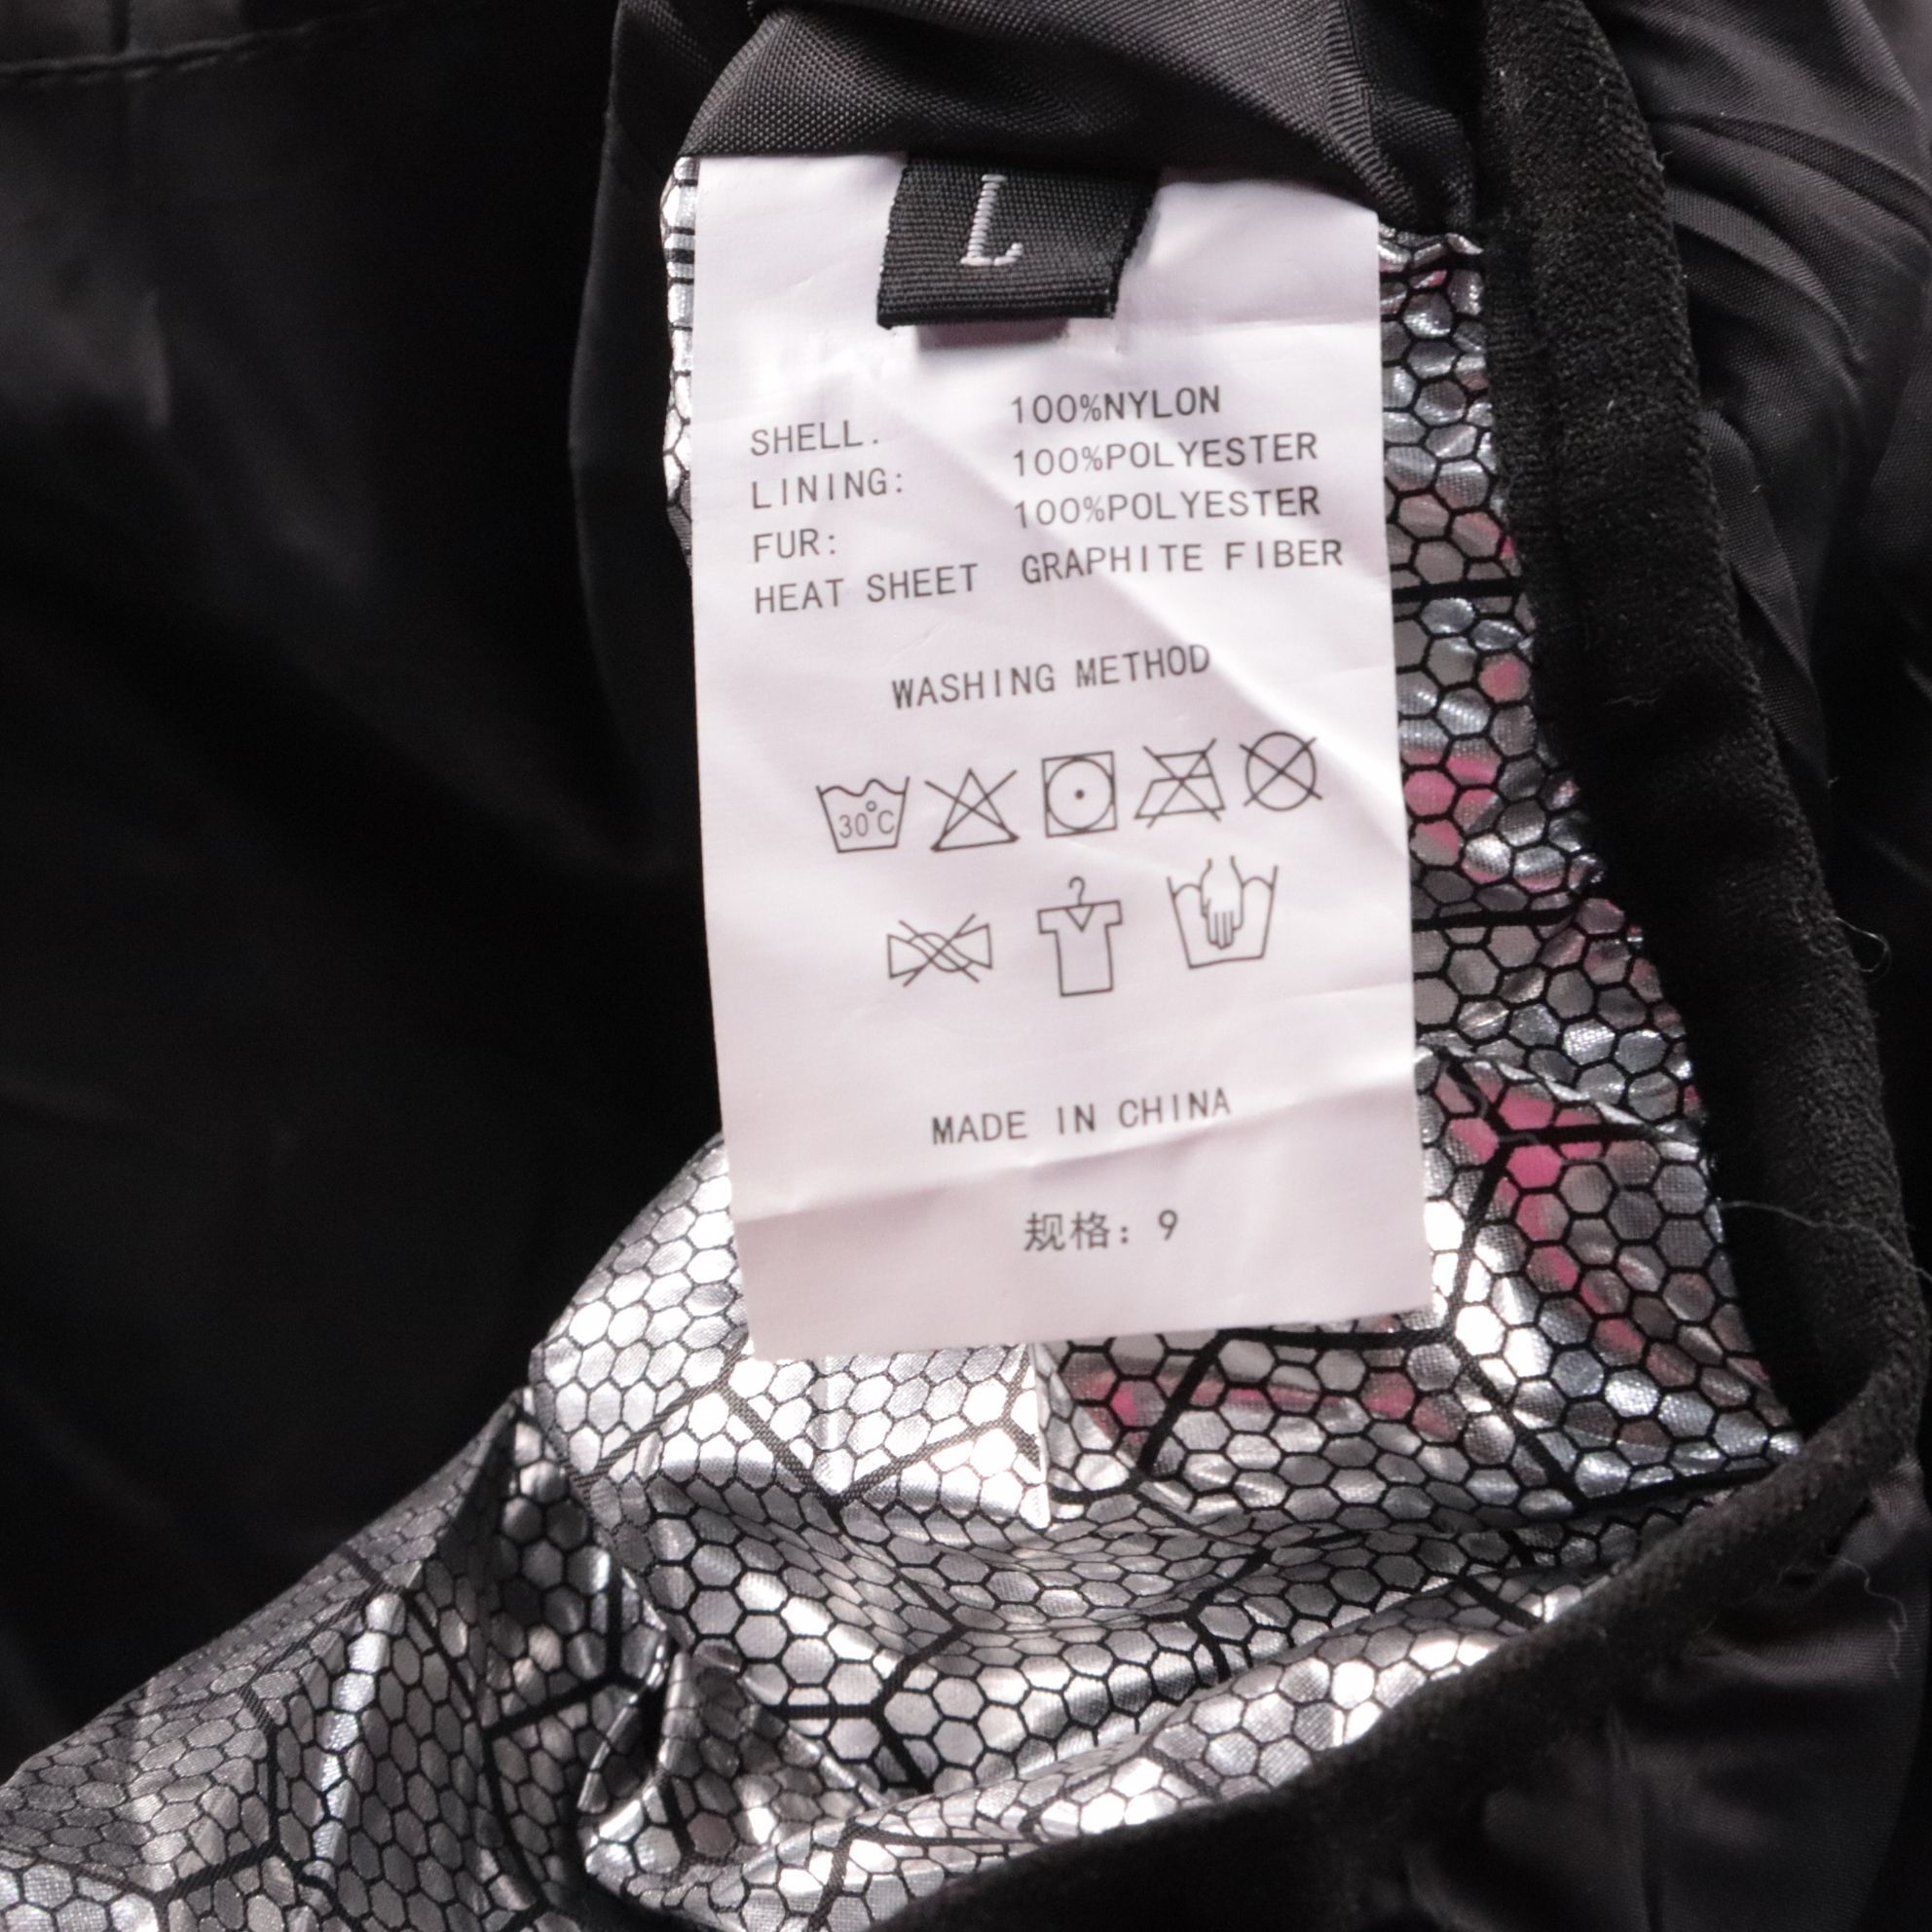 L
SHELL: 100%NYLON
LINING: 100%POLYESTER
FUR: 100%POLYESTER
HEAT SHEET GRAPHITE FIBER
WASHING METHOD
30°C
MADE IN CHINA
规格: 9